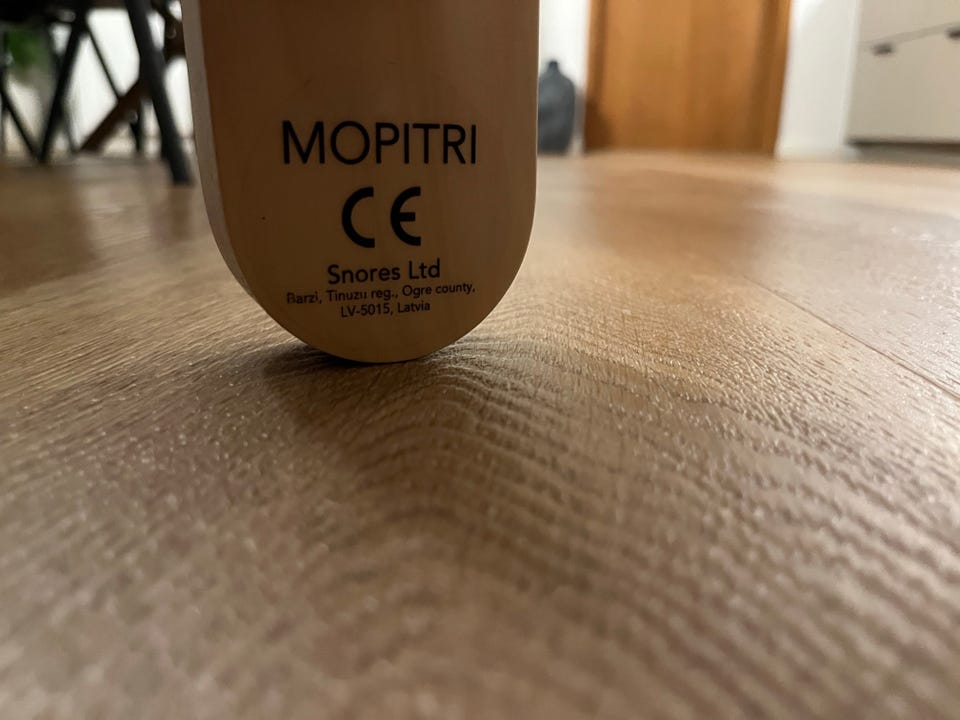 MOPITRI
CE
Snores Ltd
Barzi, Tinuzu reg., Ogre county,
LV-5015, Latvia